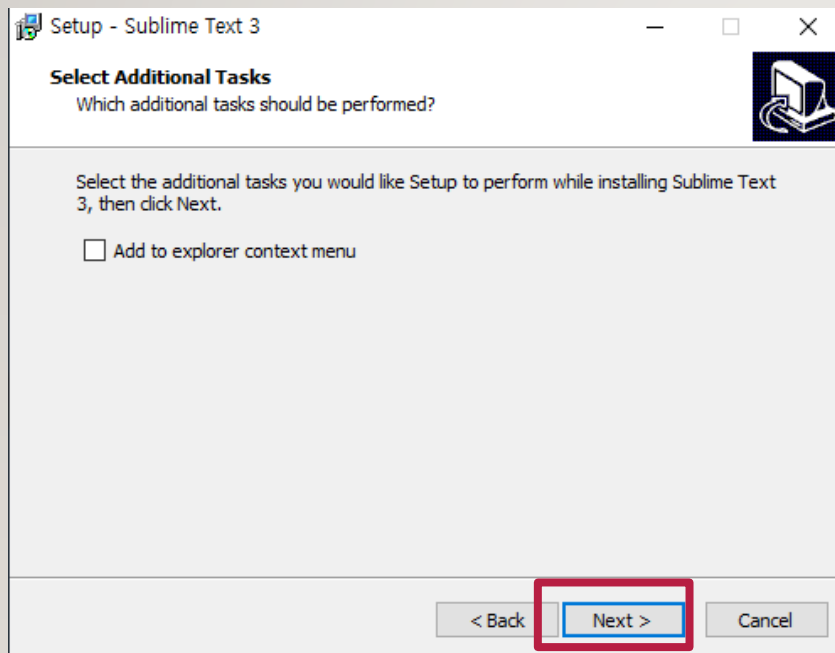 Setup - Sublime Text 3
Select Additional Tasks
Which additional tasks should be performed?
Select the additional tasks you would like Setup to perform while installing Sublime Text
3, then click Next.
Add to explorer context menu
< Back
Next >
Cancel